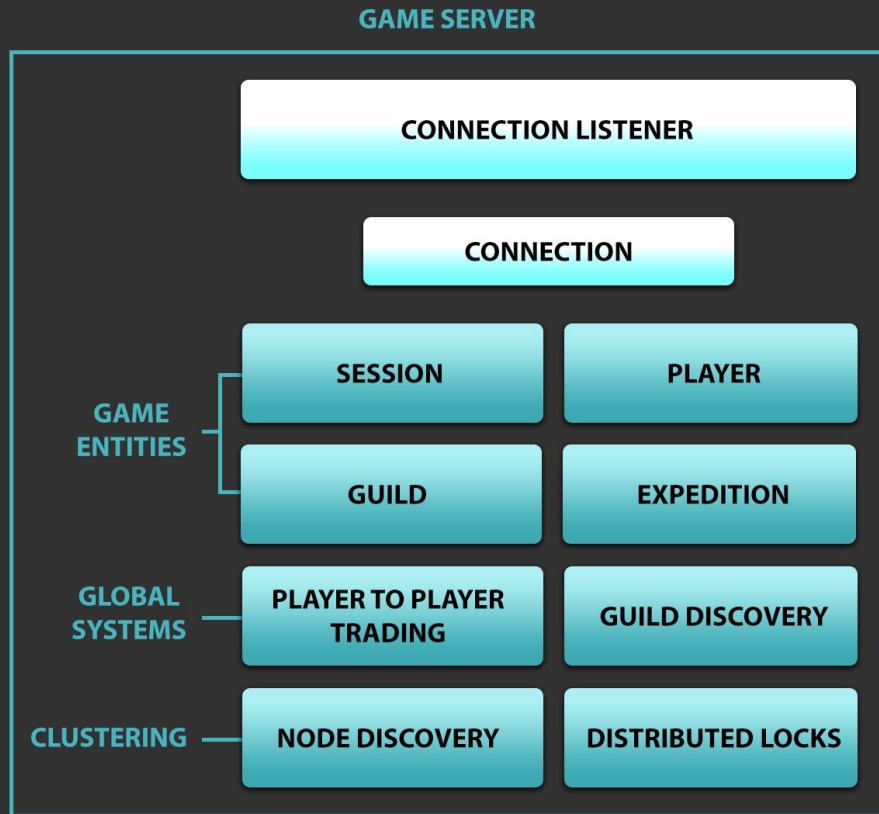 GAME SERVER
CONNECTION LISTENER
CONNECTION
GAME
ENTITIES
SESSION
PLAYER
GUILD
EXPEDITION
GLOBAL
SYSTEMS
PLAYER TO PLAYER
TRADING
GUILD DISCOVERY
CLUSTERING
NODE DISCOVERY
DISTRIBUTED LOCKS